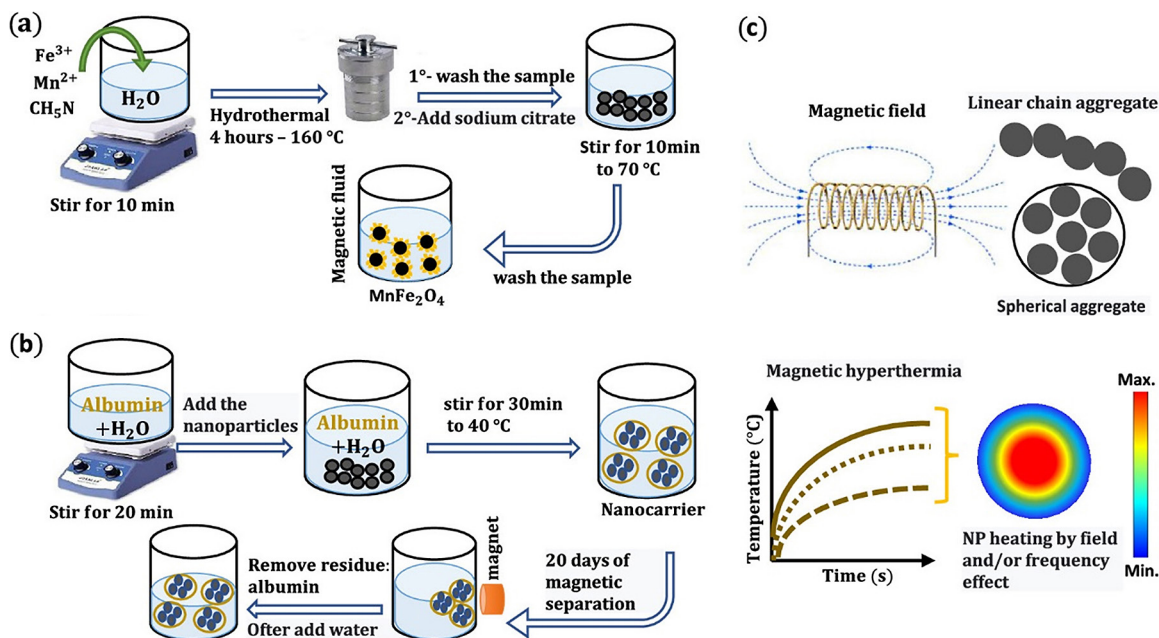 (a)
Fe³⁺
Mn²⁺
CH₅N
H₂O
Stir for 10 min
Hydrothermal
4 hours – 160 °C
1°- wash the sample
2°-Add sodium citrate
Stir for 10min
to 70 °C
wash the sample
Magnetic fluid
MnFe₂O₄
(b)
Albumin
+H₂O
Stir for 20 min
Add the
nanoparticles
Albumin
+H₂O
stir for 30min
to 40 °C
Nanocarrier
20 days of
magnetic
separation
magnet
Remove residue:
albumin
Ofter add water
(c)
Magnetic field
Linear chain aggregate
Spherical aggregate
Magnetic hyperthermia
Temperature (°C)
Time (s)
NP heating by field
and/or frequency
effect
Max.
Min.